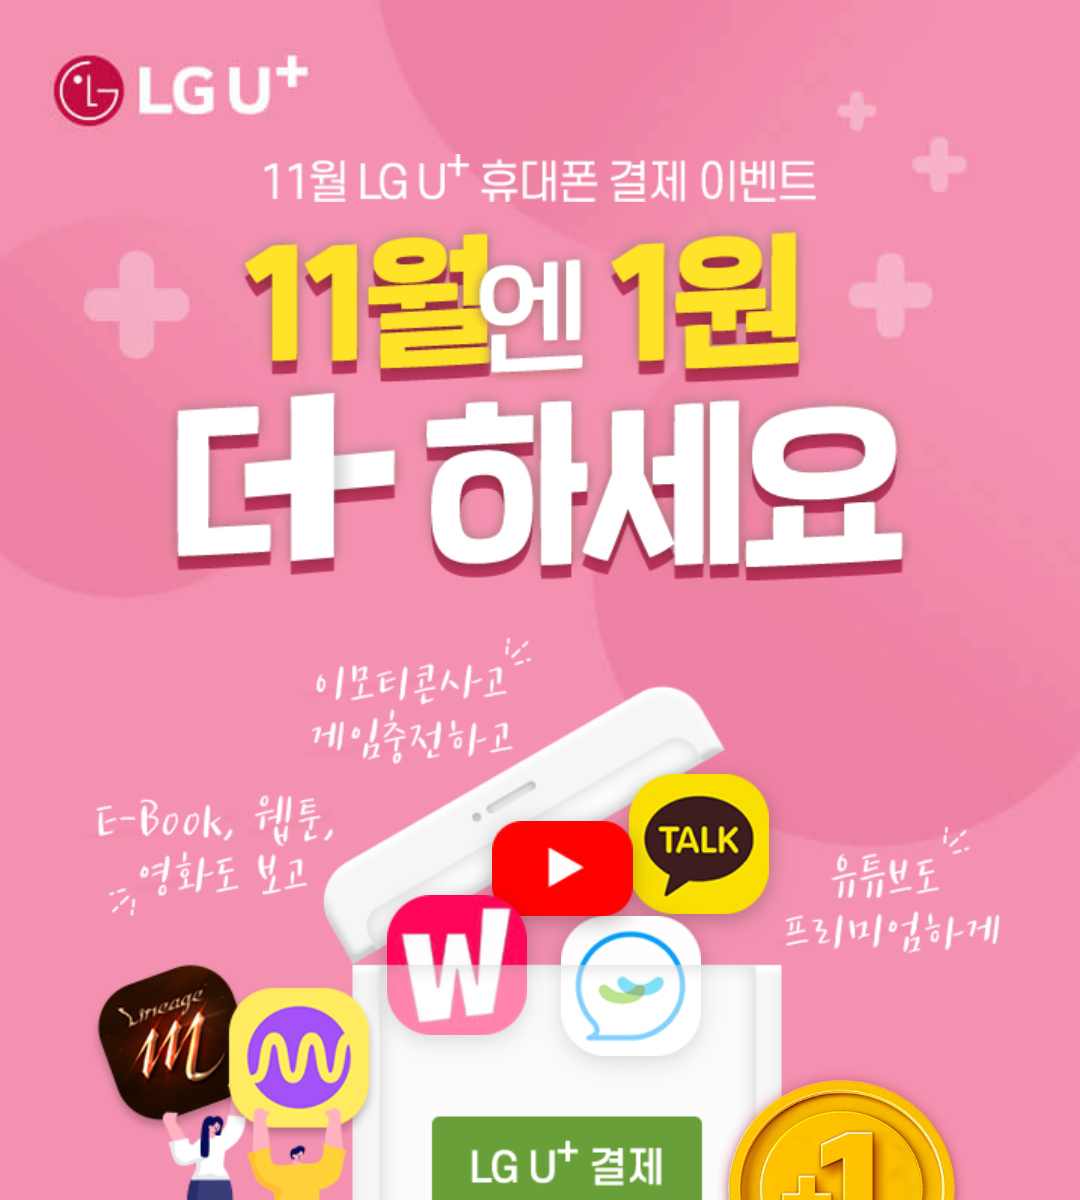 LG U+
11월 LG U+ 휴대폰 결제 이벤트
11월엔 1원
더 하세요
이모티콘사고
게임충전하고
E-Book, 웹툰,
영화도 보고
유튜브도
프리미엄하게
TALK
W
Lineage
m
LG U+ 결제
+1